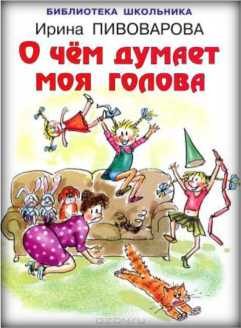 БИБЛИОТЕКА ШКОЛЬНИКА
Ирина ПИВОВАРОВА
О ЧЁМ ДУМАЕТ
МОЯ ГОЛОВА